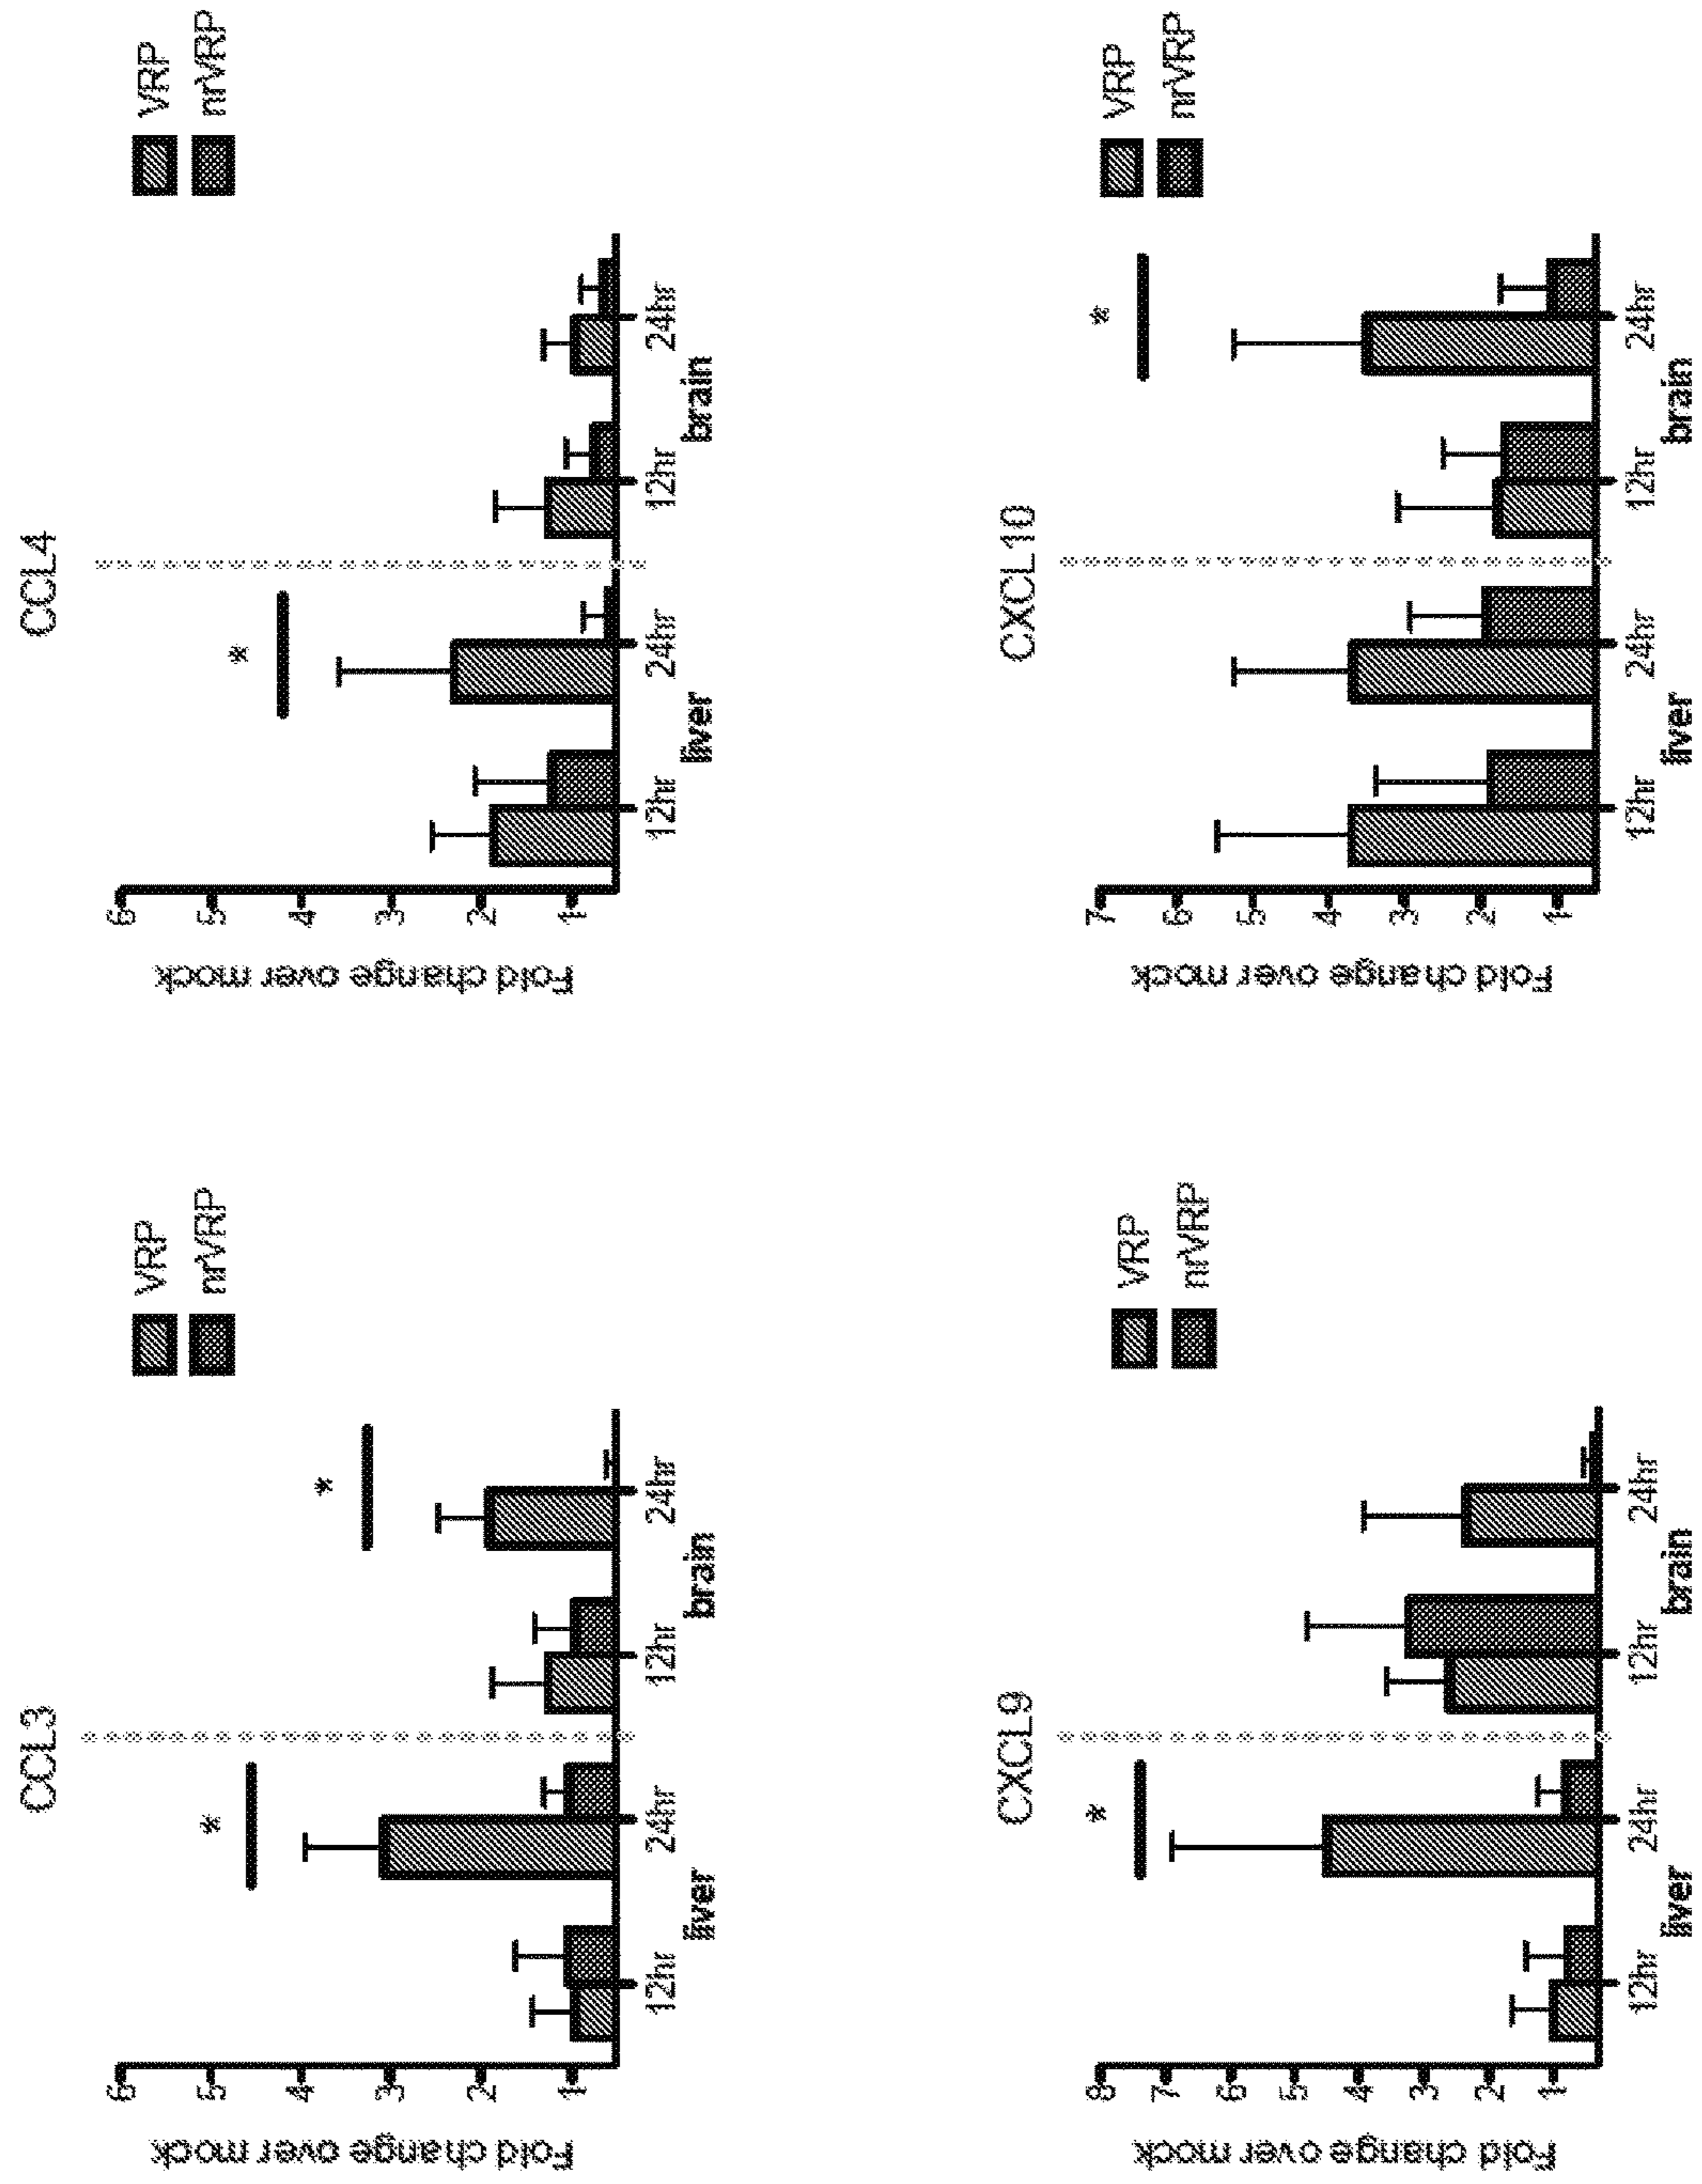 CCL3
VRP
nrVRP
Fold change over mock
6
5
4
3
2
1
12hr
24hr
12hr
24hr
liver
brain
*
*
CCL4
VRP
nrVRP
Fold change over mock
6
5
4
3
2
1
12hr
24hr
12hr
24hr
liver
brain
*
CXCL9
VRP
nrVRP
Fold change over mock
8
7
6
5
4
3
2
1
12hr
24hr
12hr
24hr
liver
brain
*
CXCL10
VRP
nrVRP
Fold change over mock
7
6
5
4
3
2
1
12hr
24hr
12hr
24hr
liver
brain
*